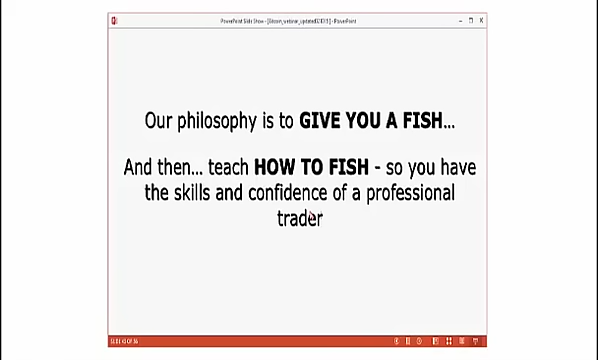 Our philosophy is to GIVE YOU A FISH...
And then... teach HOW TO FISH - so you have
the skills and confidence of a professional
trader